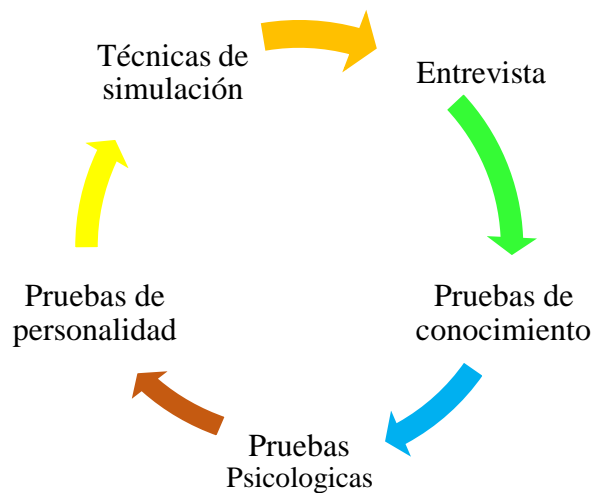 Técnicas de
simulación
Entrevista
Pruebas de
conocimiento
Pruebas
Psicologicas
Pruebas de
personalidad